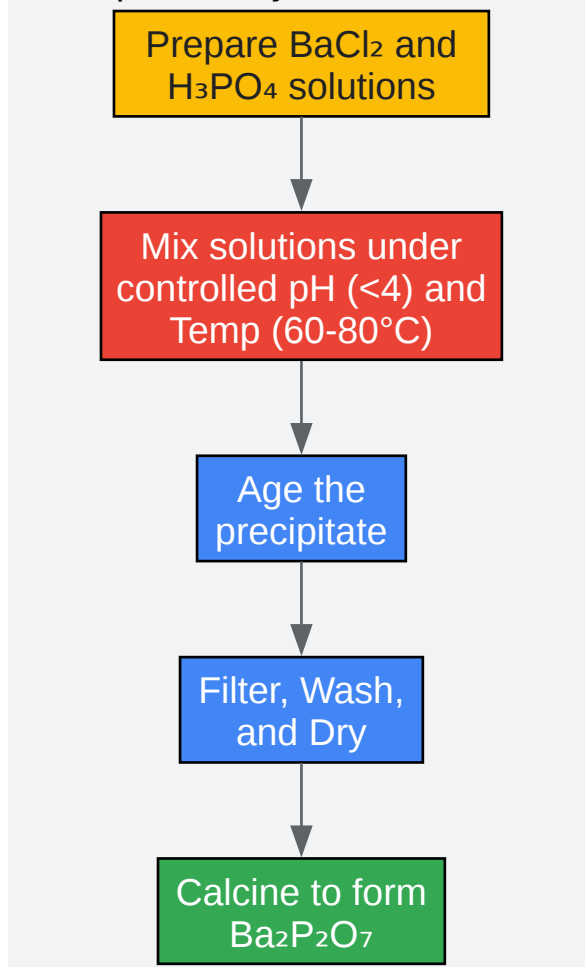 Prepare BaCl₂ and
H₃PO₄ solutions
Mix solutions under
controlled pH (<4) and
Temp (60-80°C)
Age the
precipitate
Filter, Wash,
and Dry
Calcine to form
Ba₂P₂O₇